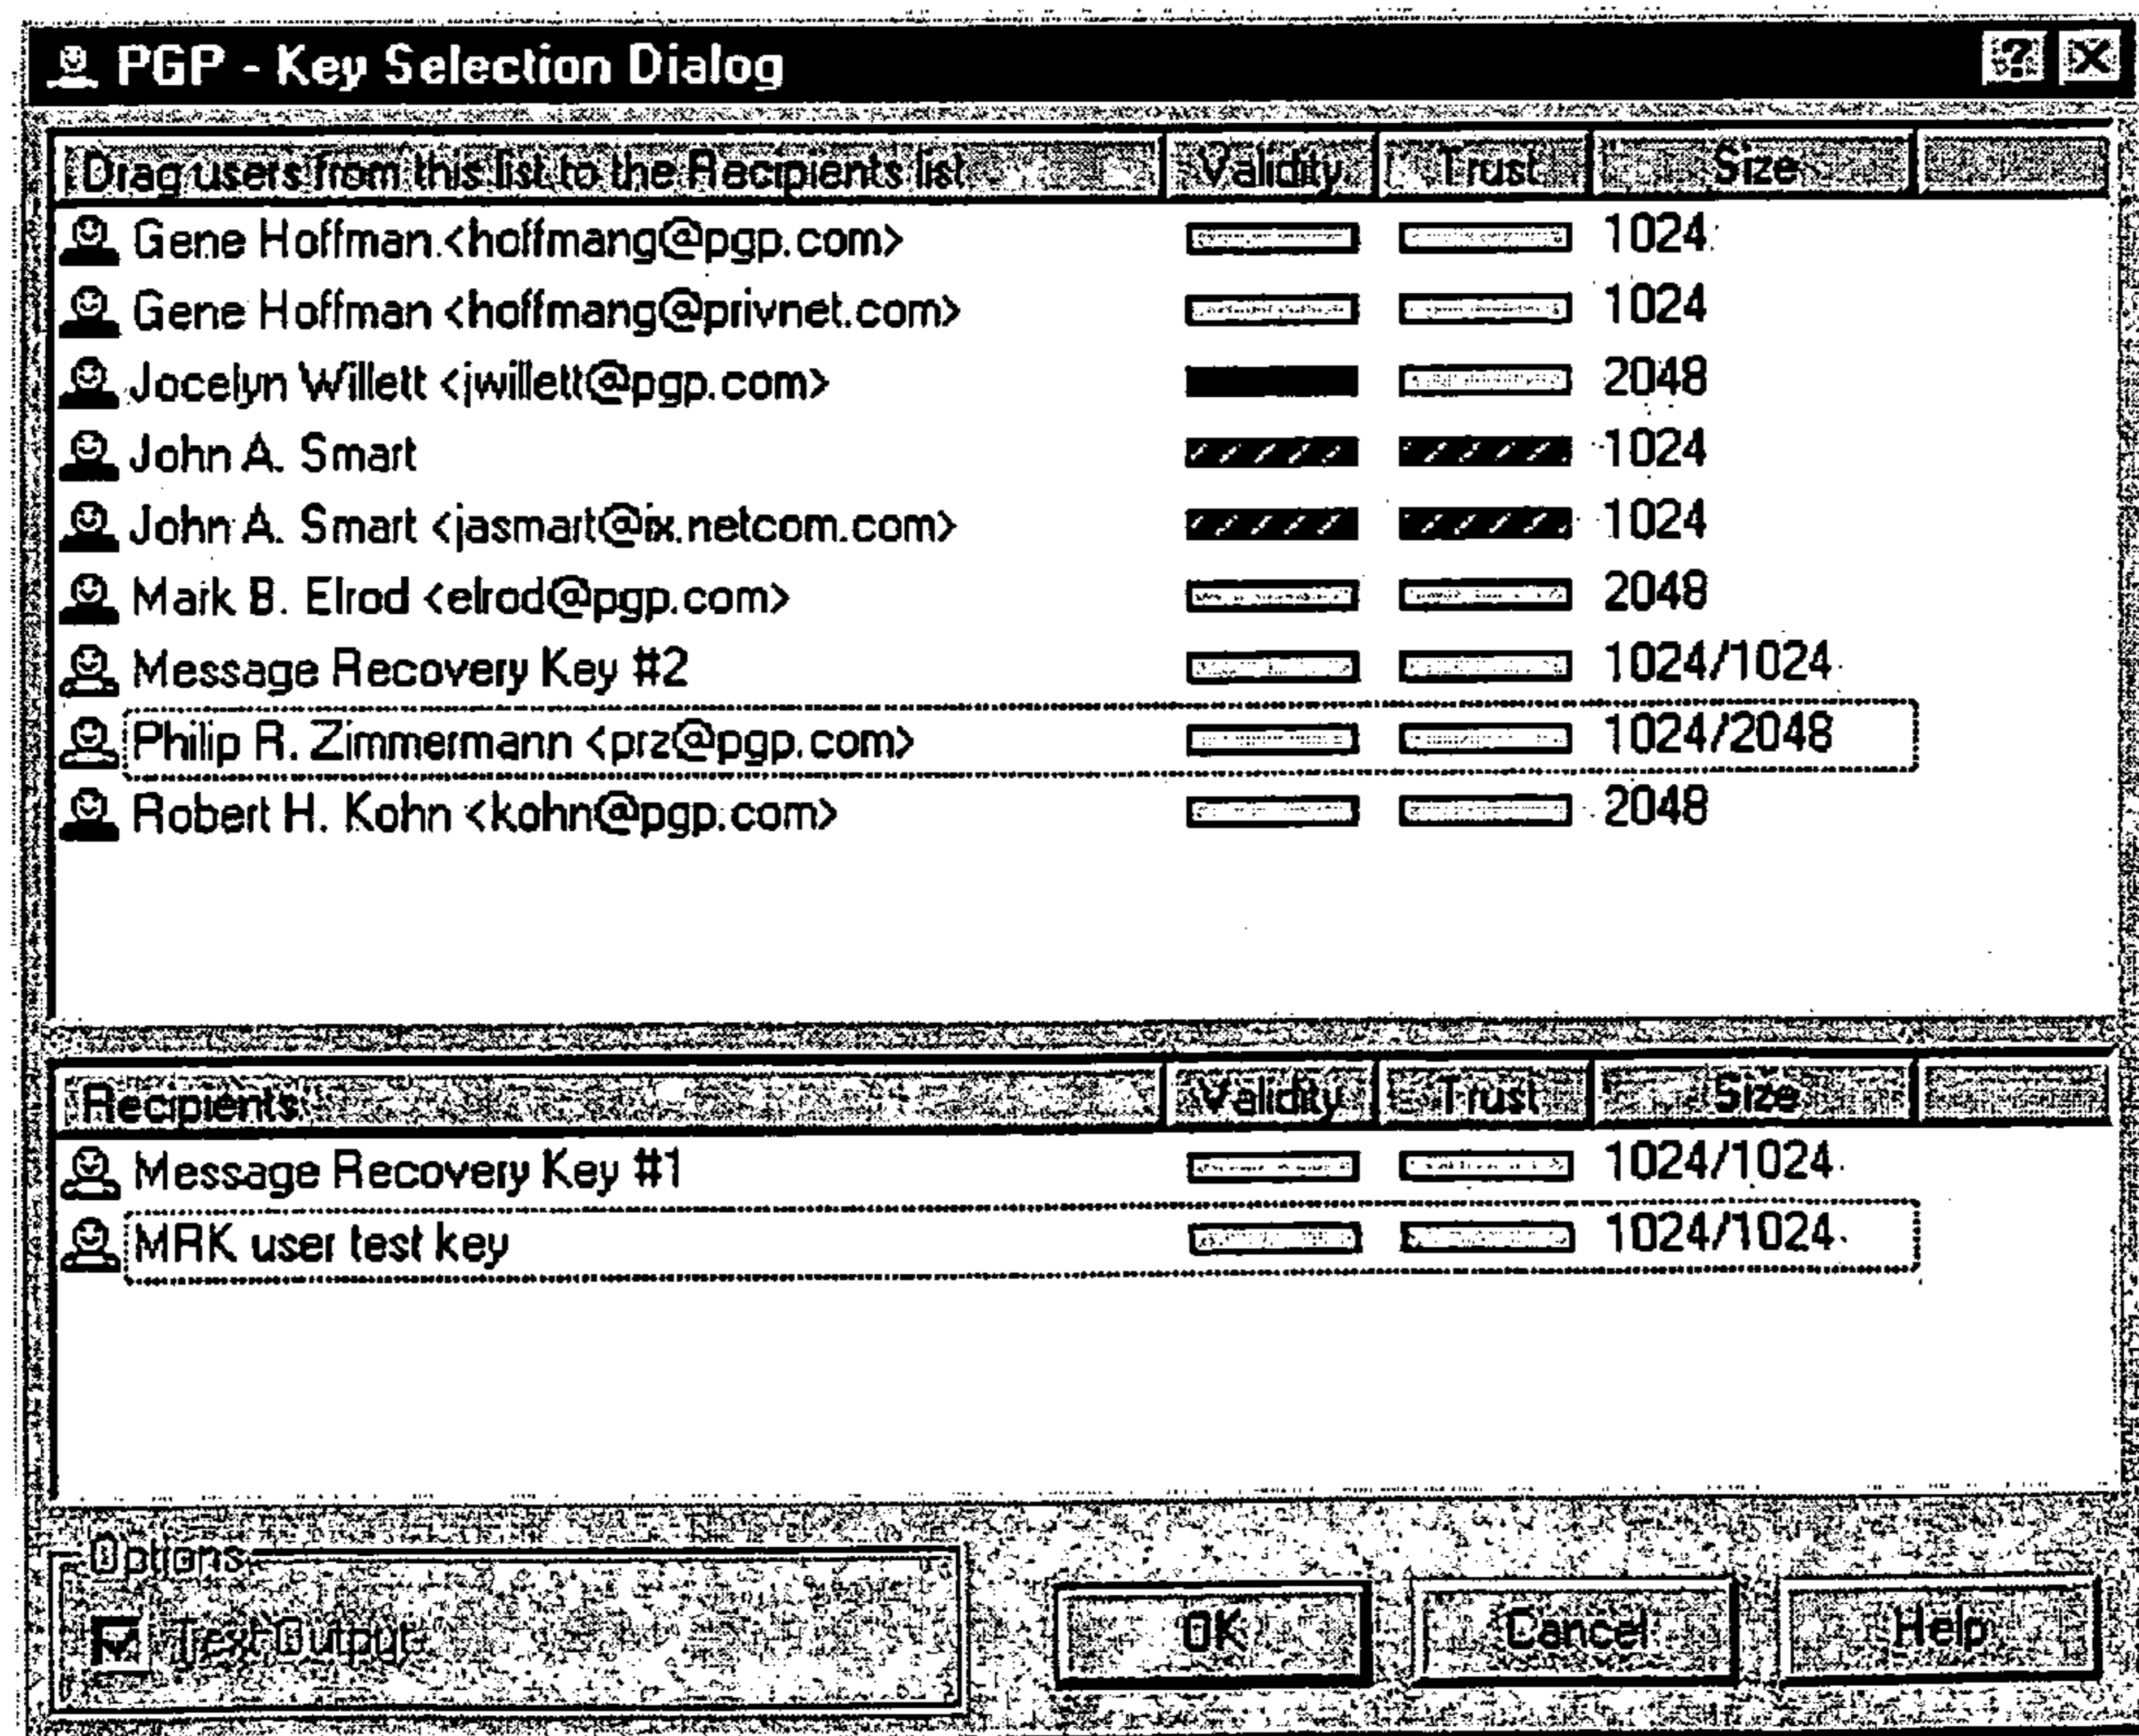 PGP - Key Selection Dialog
Drag users from this list to the Recipients list Validity Trust Size
Gene Hoffman <hoffmang@pgp.com> 1024
Gene Hoffman <hoffmang@privnet.com> 1024
Jocelyn Willett <jwillett@pgp.com> 2048
John A. Smart 1024
John A. Smart <jasmart@ix.netcom.com> 1024
Mark B. Elrod <elrod@pgp.com> 2048
Message Recovery Key #2 1024/1024
Philip R. Zimmermann <prz@pgp.com> 1024/2048
Robert H. Kohn <kohn@pgp.com> 2048
Recipients Validity Trust Size
Message Recovery Key #1 1024/1024
MRK user test key 1024/1024
Options
Text Output
OK Cancel Help